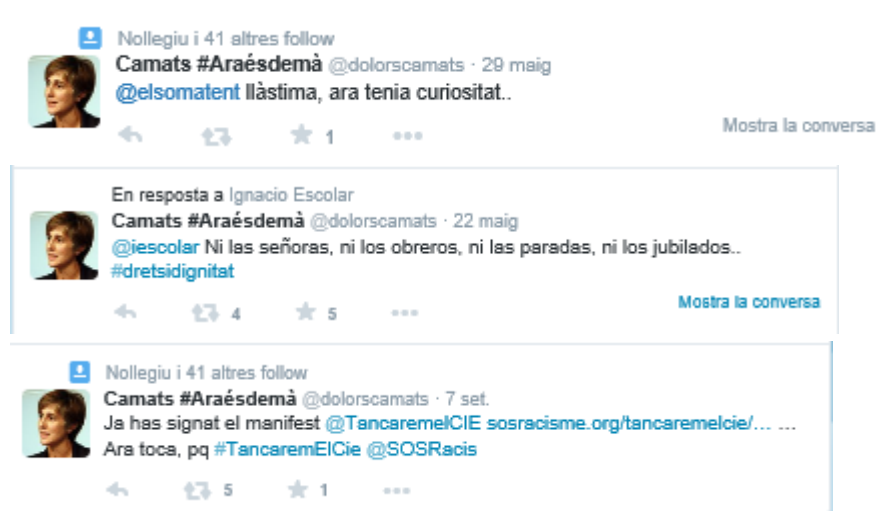 Nollegiu i 41 altres follow
Camats #Araésdemà @dolorscamats · 29 maig
@elsomatent llàstima, ara tenia curiositat..
1
Mostra la conversa
En resposta a Ignacio Escolar
Camats #Araésdemà @dolorscamats · 22 maig
@iescolar Ni las señoras, ni los obreros, ni las paradas, ni los jubilados..
#dretsidignitat
4 5
Mostra la conversa
Nollegiu i 41 altres follow
Camats #Araésdemà @dolorscamats · 7 set.
Ja has signat el manifest @TancaremelCIE sosracisme.org/tancaremelcie/… …
Ara toca, pq #TancaremElCie @SOSRacis
5 1